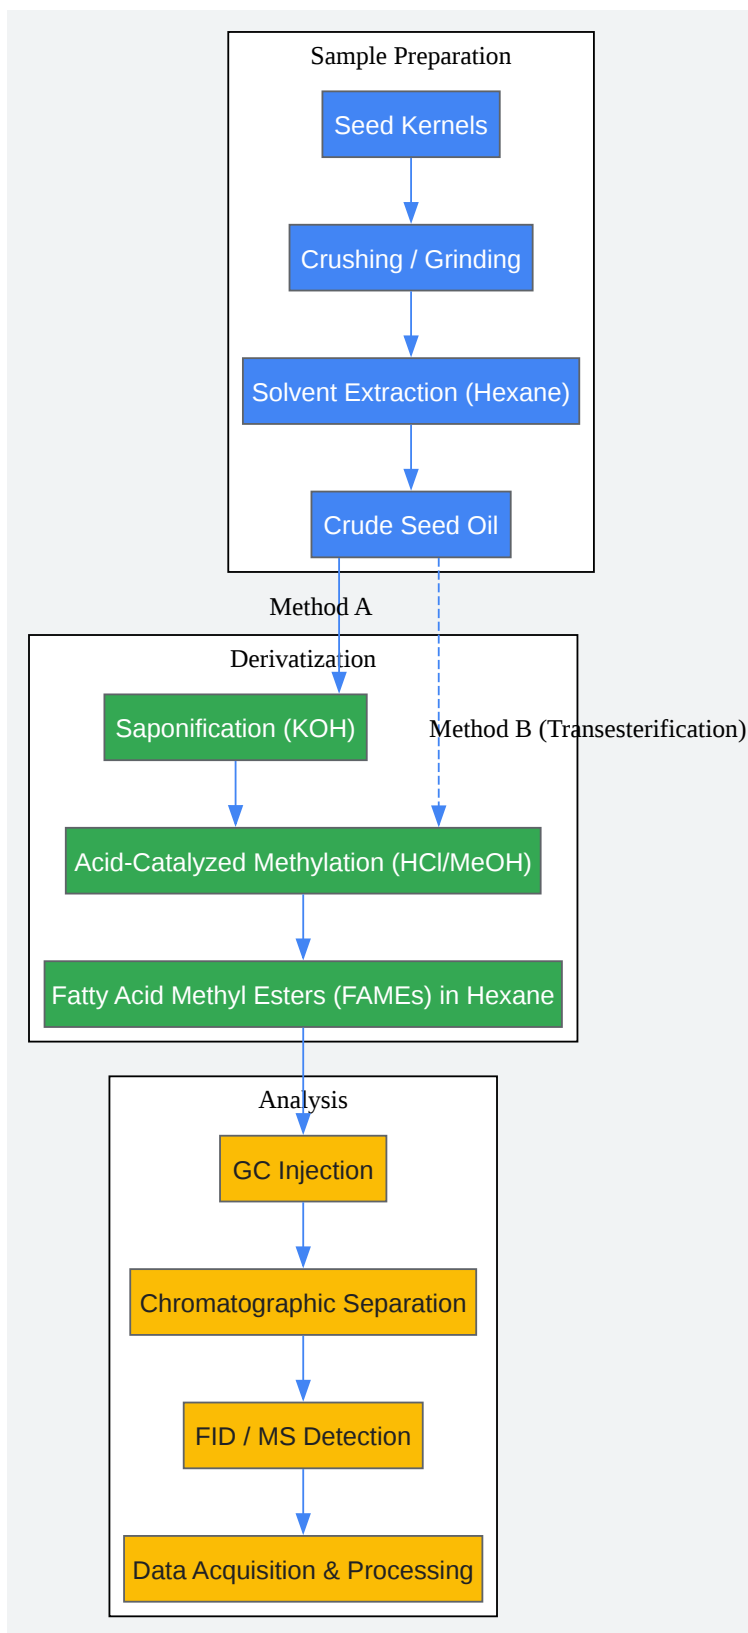 Sample Preparation
Seed Kernels
Crushing / Grinding
Solvent Extraction (Hexane)
Crude Seed Oil
Method A
Derivatization
Saponification (KOH)
Method B (Transesterification)
Acid-Catalyzed Methylation (HCl/MeOH)
Fatty Acid Methyl Esters (FAMEs) in Hexane
Analysis
GC Injection
Chromatographic Separation
FID / MS Detection
Data Acquisition & Processing